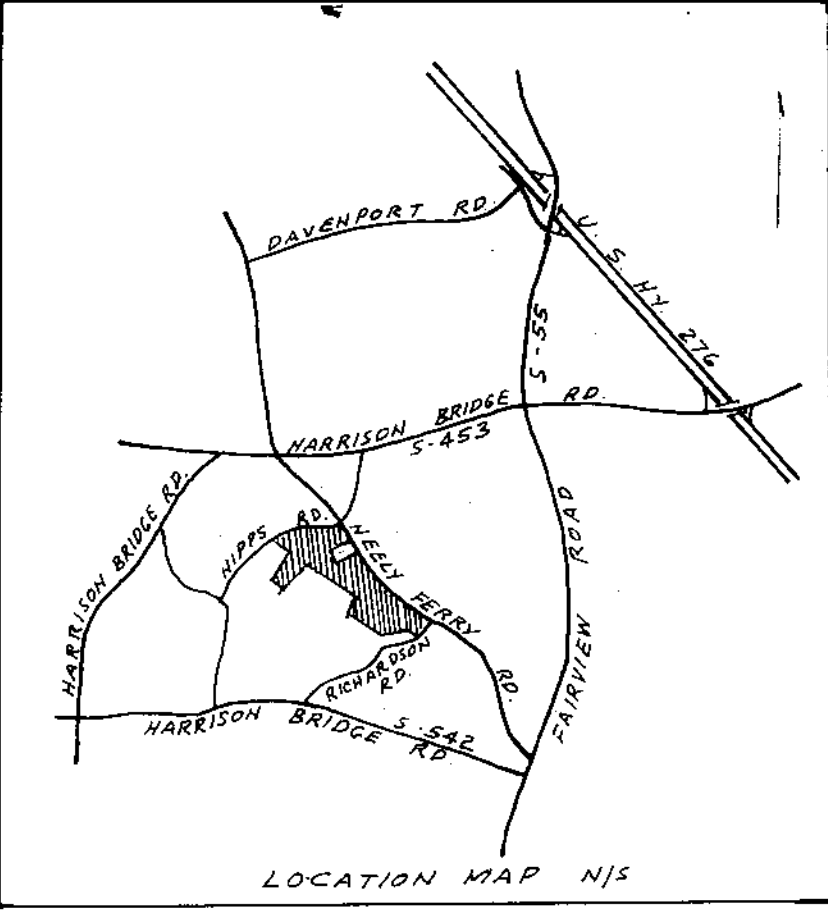 DAVENPORT RD.
U. S. HY. 276
S-55
HARRISON BRIDGE RD.
S-453
HARRISON BRIDGE RD.
HIPPS RD.
NEELY FERRY RD.
FAIRVIEW ROAD
RICHARDSON RD.
HARRISON BRIDGE RD
S-542
LOCATION MAP N/S